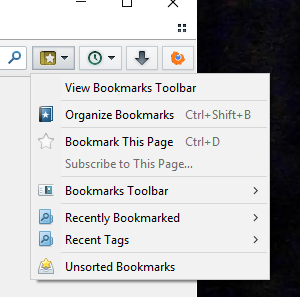 View Bookmarks Toolbar
Organize Bookmarks Ctrl+Shift+B
Bookmark This Page Ctrl+D
Subscribe to This Page...
Bookmarks Toolbar
Recently Bookmarked
Recent Tags
Unsorted Bookmarks